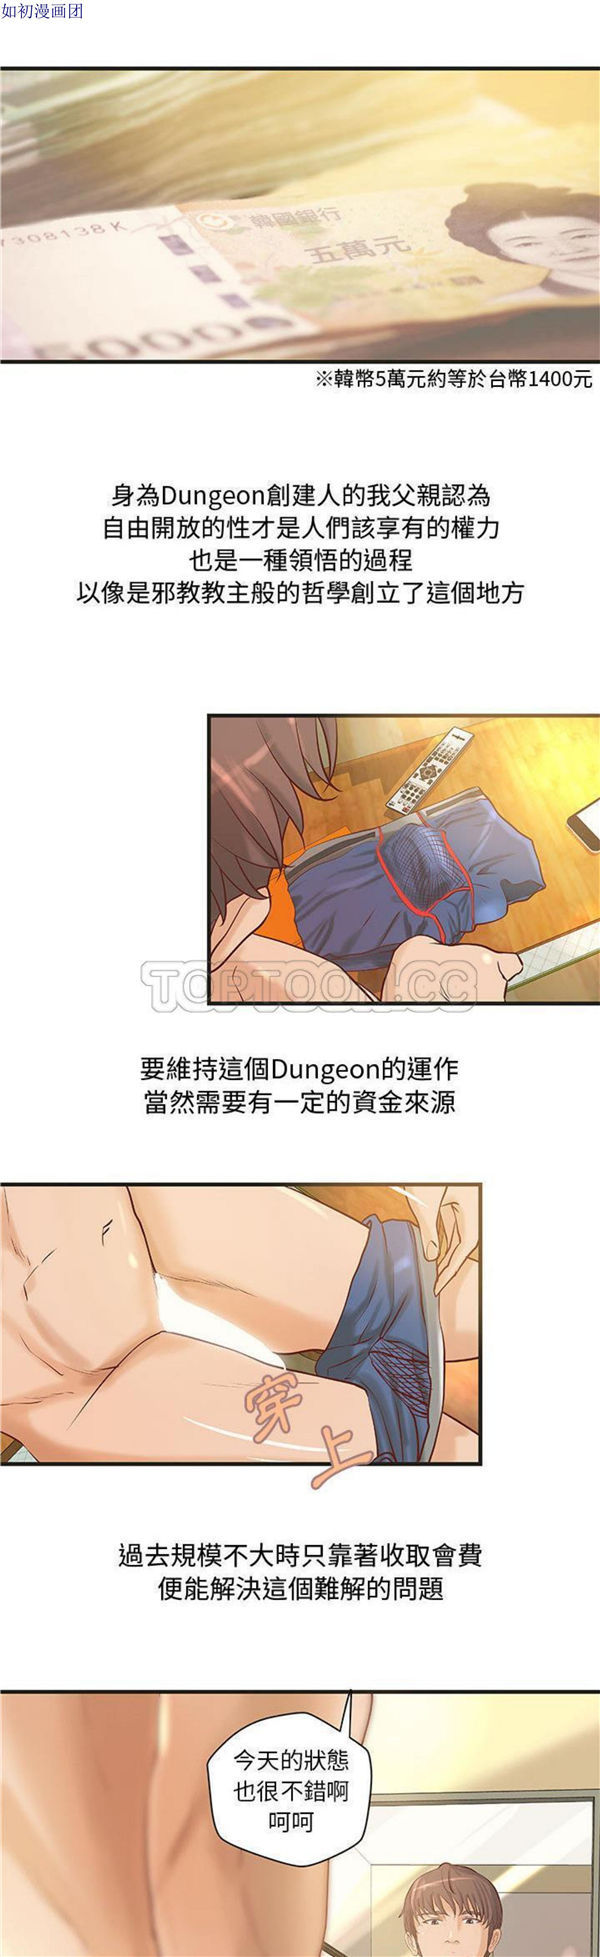 如初漫画团
7308138K
韓國銀行
五萬元
※韓幣5萬元約等於台幣1400元
身為Dungeon創建人的我父親認為
自由開放的性才是人們該享有的權力
也是一種領悟的過程
以像是邪教教主般的哲學創立了這個地方
TOPTOON.CC
要維持這個Dungeon的運作
當然需要有一定的資金來源
穿上
過去規模不大時只靠著收取會費
便能解決這個難解的問題
今天的狀態
也很不錯啊
呵呵